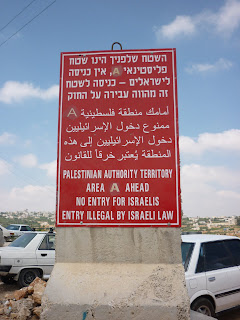 השטח שלפניך הינו שטח
פלסטינאי A, אין כניסה
לישראלים - כניסה לשטח
זה מהווה עבירה על החוק
أمامك منطقة فلسطينية A
ممنوع دخول الإسرائيليين
دخول الإسرائيليين إلى هذه
المنطقة يُعتبر خرقاً للقانون
PALESTINIAN AUTHORITY TERRITORY
AREA A AHEAD
NO ENTRY FOR ISRAELIS
ENTRY ILLEGAL BY ISRAELI LAW